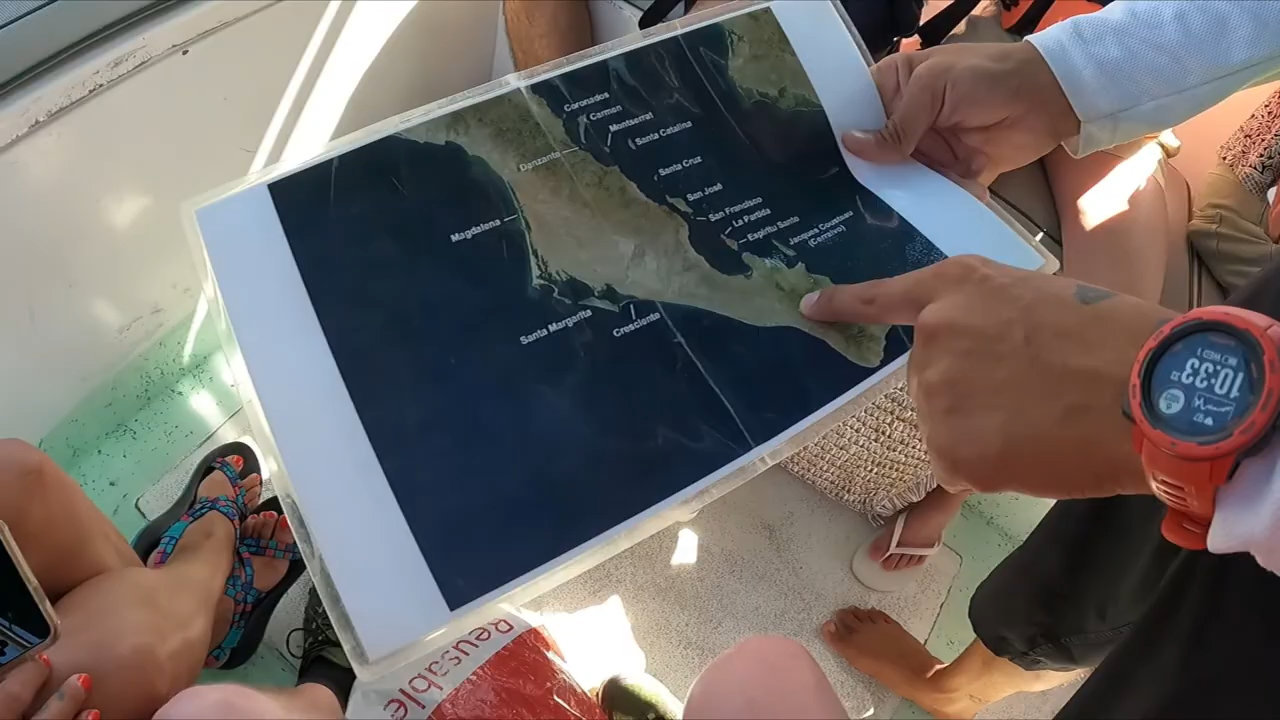 Coronados
Carmen
Montserrat
Santa Catalina
Danzante
Santa Cruz
San José
San Francisco
La Partida
Espíritu Santo
Jacques Cousteau
(Cerralvo)
Magdalena
Santa Margarita
Creciente
10:33
Reusable